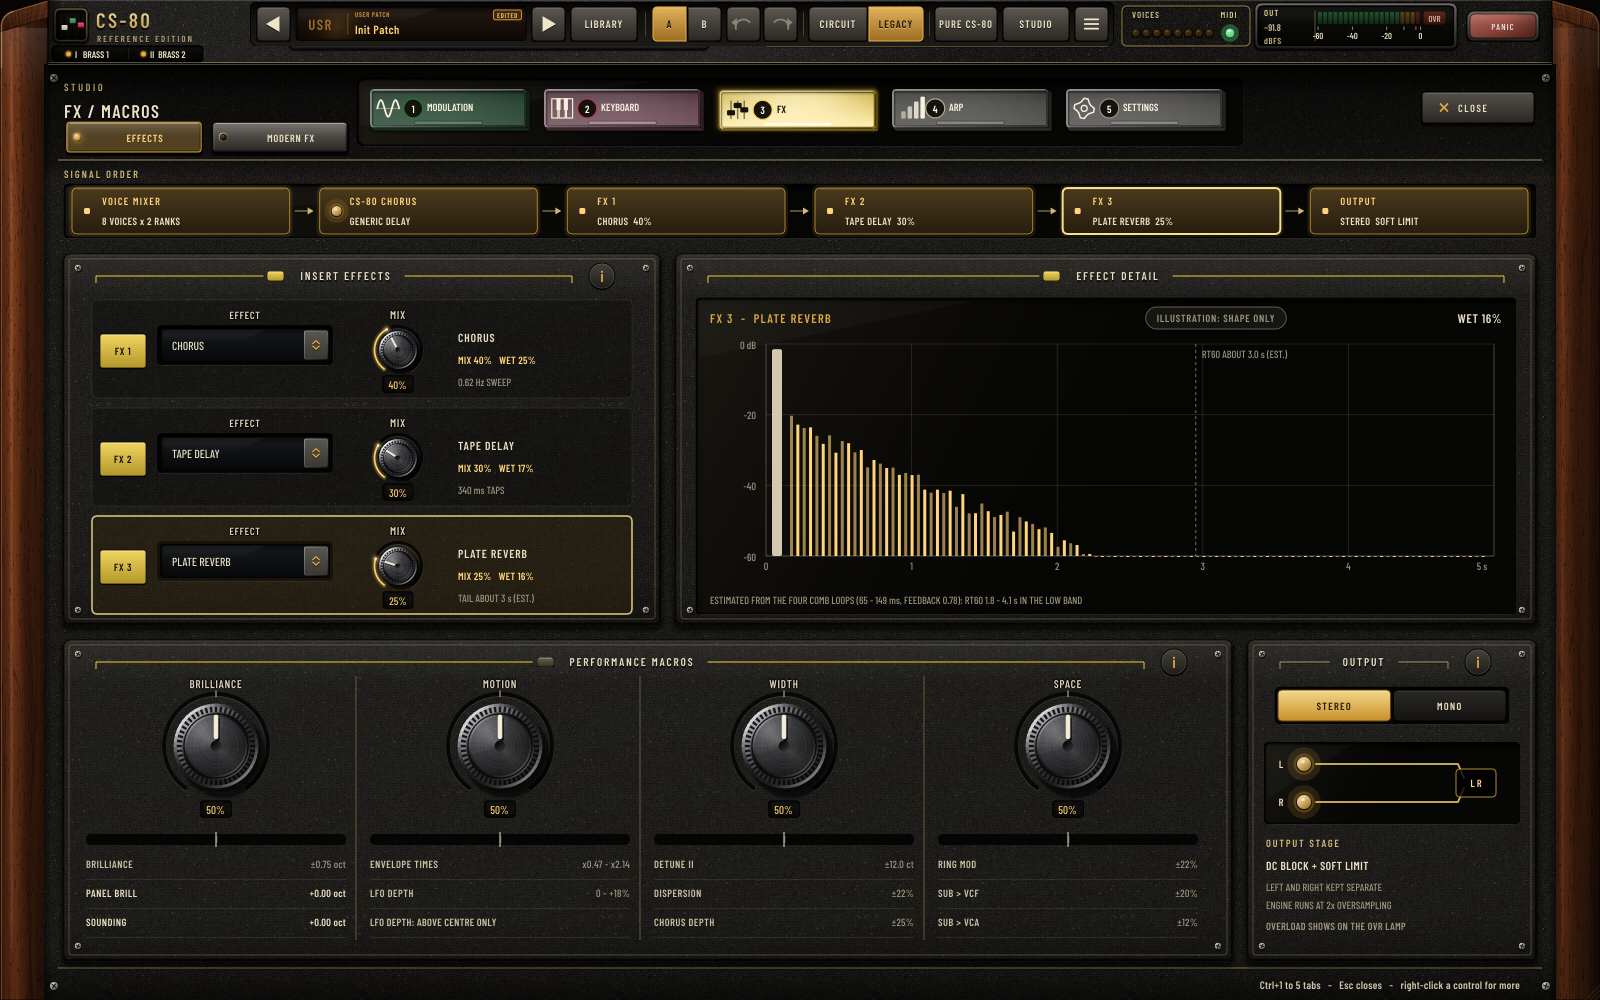 CS-80
REFERENCE EDITION
I BRASS 1
II BRASS 2
USR
USER PATCH
Init Patch
EDITED
LIBRARY
A
B
CIRCUIT
LEGACY
PURE CS-80
STUDIO
VOICES
MIDI
OUT
-91.8
dBFS
-60 -40 -20 0
OVR
PANIC
STUDIO
FX / MACROS
EFFECTS
MODERN FX
1 MODULATION
2 KEYBOARD
3 FX
4 ARP
5 SETTINGS
CLOSE
SIGNAL ORDER
VOICE MIXER
8 VOICES x 2 RANKS
CS-80 CHORUS
GENERIC DELAY
FX 1
CHORUS 40%
FX 2
TAPE DELAY 30%
FX 3
PLATE REVERB 25%
OUTPUT
STEREO SOFT LIMIT
INSERT EFFECTS
i
EFFECT
MIX
FX 1
CHORUS
40%
CHORUS
MIX 40% WET 25%
0.62 Hz SWEEP
EFFECT
MIX
FX 2
TAPE DELAY
30%
TAPE DELAY
MIX 30% WET 17%
340 ms TAPS
EFFECT
MIX
FX 3
PLATE REVERB
25%
PLATE REVERB
MIX 25% WET 16%
TAIL ABOUT 3 s (EST.)
EFFECT DETAIL
FX 3 - PLATE REVERB
ILLUSTRATION: SHAPE ONLY
WET 16%
0 dB
RT60 ABOUT 3.0 s (EST.)
-20
-40
-60
0 1 2 3 4 5 s
ESTIMATED FROM THE FOUR COMB LOOPS (65 - 149 ms, FEEDBACK 0.78): RT60 1.8 - 4.1 s IN THE LOW BAND
PERFORMANCE MACROS
i
BRILLIANCE
50%
BRILLIANCE ±0.75 oct
PANEL BRILL +0.00 oct
SOUNDING +0.00 oct
MOTION
50%
ENVELOPE TIMES x0.47 - x2.14
LFO DEPTH 0 - +18%
LFO DEPTH: ABOVE CENTRE ONLY
WIDTH
50%
DETUNE II ±12.0 ct
DISPERSION ±22%
CHORUS DEPTH ±25%
SPACE
50%
RING MOD ±22%
SUB > VCF ±20%
SUB > VCA ±12%
OUTPUT
i
STEREO
MONO
L
R
LR
OUTPUT STAGE
DC BLOCK + SOFT LIMIT
LEFT AND RIGHT KEPT SEPARATE
ENGINE RUNS AT 2x OVERSAMPLING
OVERLOAD SHOWS ON THE OVR LAMP
Ctrl+1 to 5 tabs - Esc closes - right-click a control for more